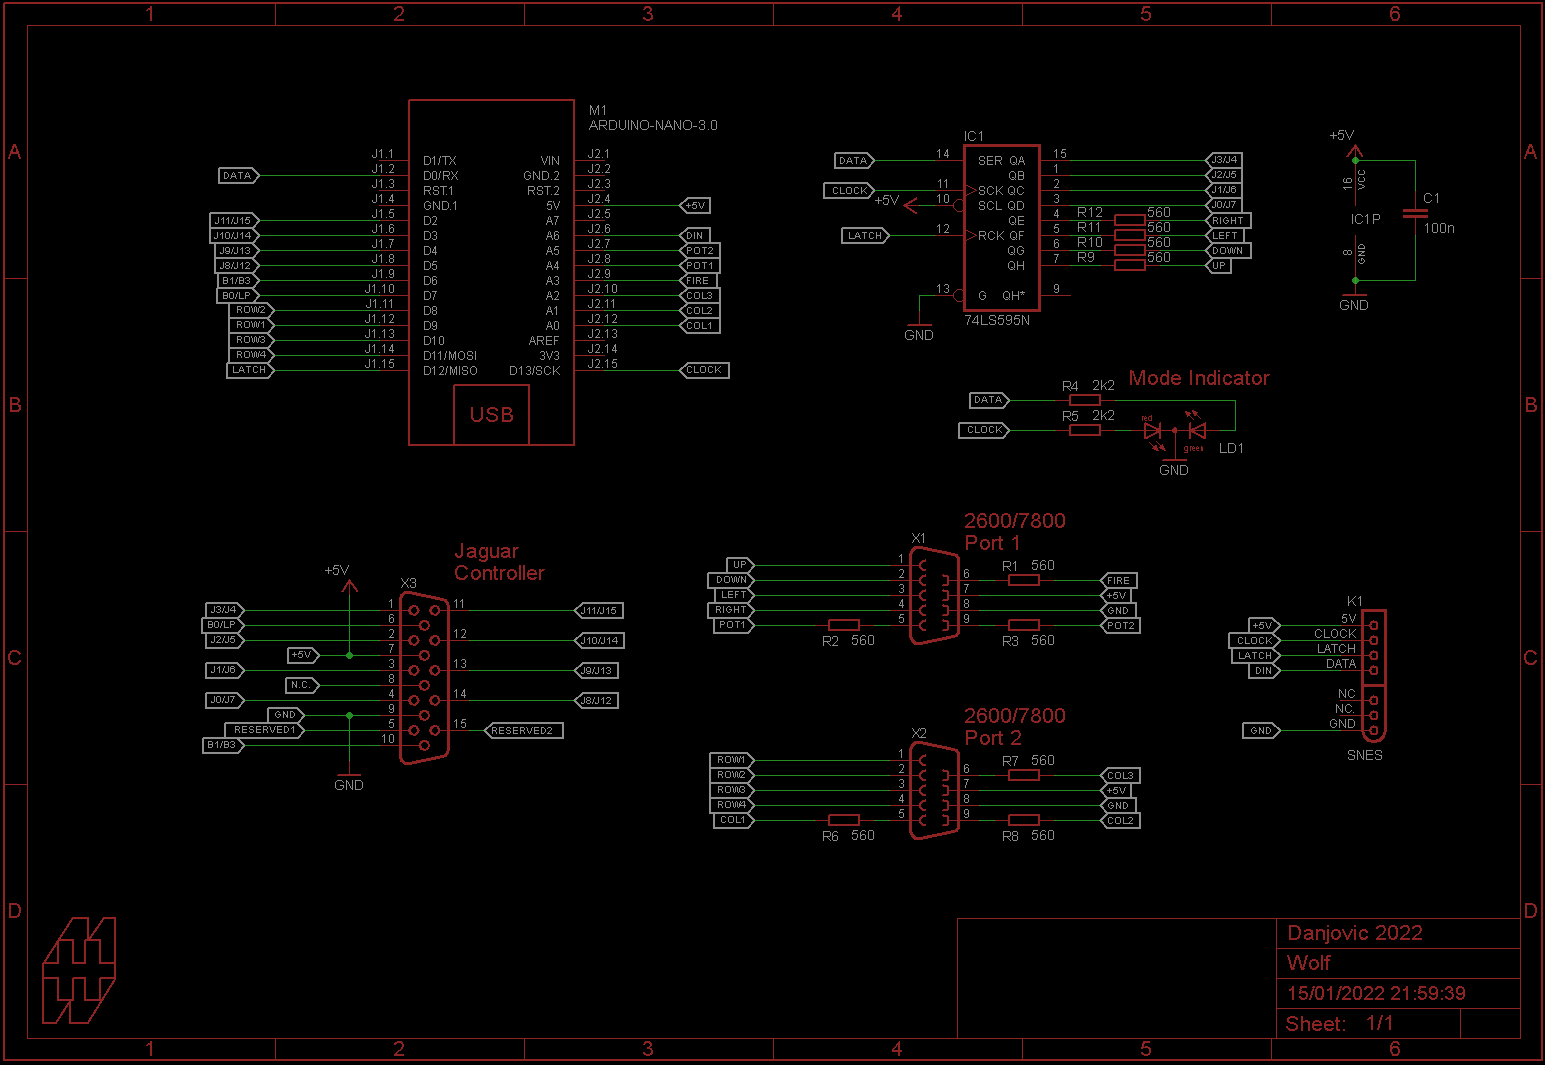 1 2 3 4 5 6
A A
B B
C C
D D
1 2 3 4 5 6
M1
ARDUINO-NANO-3.0
J1.1 D1/TX VIN J2.1
DATA J1.2 D0/RX GND.2 J2.2
J1.3 RST.1 RST.2 J2.3
J1.4 GND.1 5V J2.4 +5V
J11/J15 J1.5 D2 A7 J2.5
J10/J14 J1.6 D3 A6 J2.6 DIN
J9/J13 J1.7 D4 A5 J2.7 POT2
J8/J12 J1.8 D5 A4 J2.8 POT1
B1/B3 J1.9 D6 A3 J2.9 FIRE
B0/LP J1.10 D7 A2 J2.10 COL3
ROW2 J1.11 D8 A1 J2.11 COL2
ROW1 J1.12 D9 A0 J2.12 COL1
ROW3 J1.13 D10 AREF J2.13
ROW4 J1.14 D11/MOSI 3V3 J2.14
LATCH J1.15 D12/MISO D13/SCK J2.15 CLOCK
USB
IC1
DATA 14 SER QA 15 J3/J4
QB 1 J2/J5
CLOCK 11 SCK QC 2 J1/J6
+5V 10 SCL QD 3 J0/J7
QE 4 R12 560 RIGHT
LATCH 12 RCK QF 5 R11 560 LEFT
QG 6 R10 560 DOWN
QH 7 R9 560 UP
13 G QH* 9
GND
74LS595N
+5V
16 VCC
IC1P
8 GND
C1
100n
GND
Mode Indicator
DATA R4 2K2
CLOCK R5 2K2
red
green
LD1
GND
Jaguar
Controller
+5V
X3
J3/J4 1 11 J11/J15
B0/LP 6
J2/J5 2 12 J10/J14
+5V 7
J1/J6 3 13 J9/J13
N.C. 8
J0/J7 4 14 J8/J12
GND 9
RESERVED1 5 15 RESERVED2
B1/B3 10
GND
2600/7800
Port 1
X1
UP 1
DOWN 2 6 R1 560 FIRE
LEFT 3 7 +5V
RIGHT 4 8 GND
POT1 5 9 POT2
R2 560 R3 560
2600/7800
Port 2
X2
ROW1 1
ROW2 2 6 R7 560 COL3
ROW3 3 7 +5V
ROW4 4 8 GND
COL1 5 9 COL2
R6 560 R8 560
K1
+5V 5V
CLOCK CLOCK
LATCH LATCH
DIN DATA
NC
NC.
GND GND
SNES
Danjovic 2022
Wolf
15/01/2022 21:59:39
Sheet: 1/1